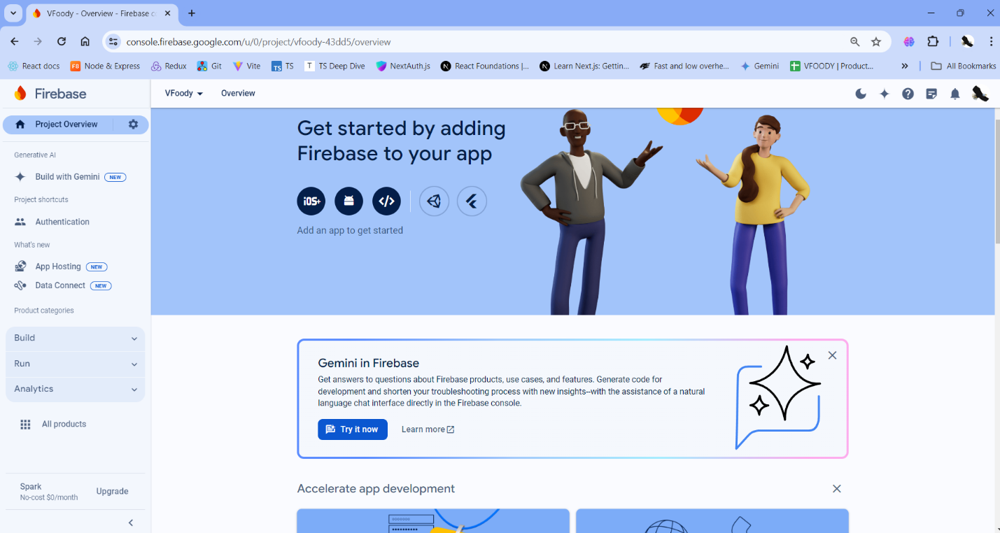 VFoody - Overview - Firebase co
console.firebase.google.com/u/0/project/vfoody-43dd5/overview
React docs
Node & Express
Redux
Git
Vite
TS TS
T TS Deep Dive
NextAuth.js
N React Foundations |...
N Learn Next.js: Gettin...
Fast and low overhe...
Gemini
VFOODY | Product...
All Bookmarks
Firebase
VFoody
Overview
Project Overview
Generative AI
Build with Gemini NEW
Project shortcuts
Authentication
What's new
App Hosting NEW
Data Connect NEW
Product categories
Build
Run
Analytics
All products
Spark
No-cost $0/month
Upgrade
Get started by adding
Firebase to your app
iOS+
Add an app to get started
Gemini in Firebase
Get answers to questions about Firebase products, use cases, and features. Generate code for
development and shorten your troubleshooting process with new insights--with the assistance of a natural
language chat interface directly in the Firebase console.
Try it now
Learn more
Accelerate app development